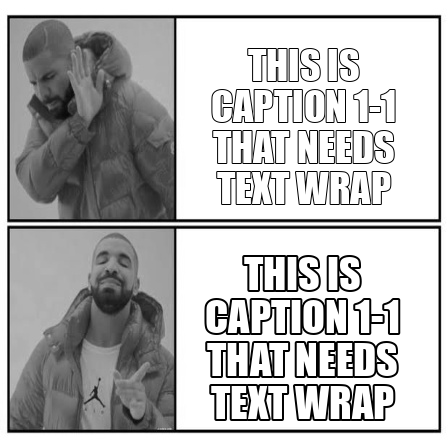 THIS IS
CAPTION 1-1
THAT NEEDS
TEXT WRAP
THIS IS
CAPTION 1-1
THAT NEEDS
TEXT WRAP